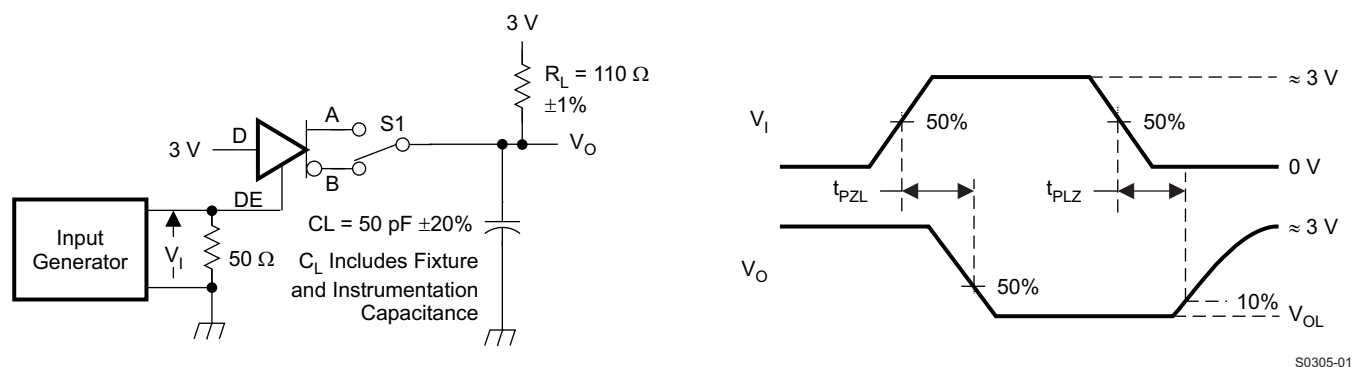 3 V
R_L = 110 Ω
±1%
A
S1
D
3 V
V_O
B
DE
Input
Generator
V_I
50 Ω
CL = 50 pF ±20%
C_L Includes Fixture
and Instrumentation
Capacitance
≈ 3 V
V_I
50%
50%
0 V
t_PZL
t_PLZ
≈ 3 V
V_O
50%
10%
V_OL
S0305-01